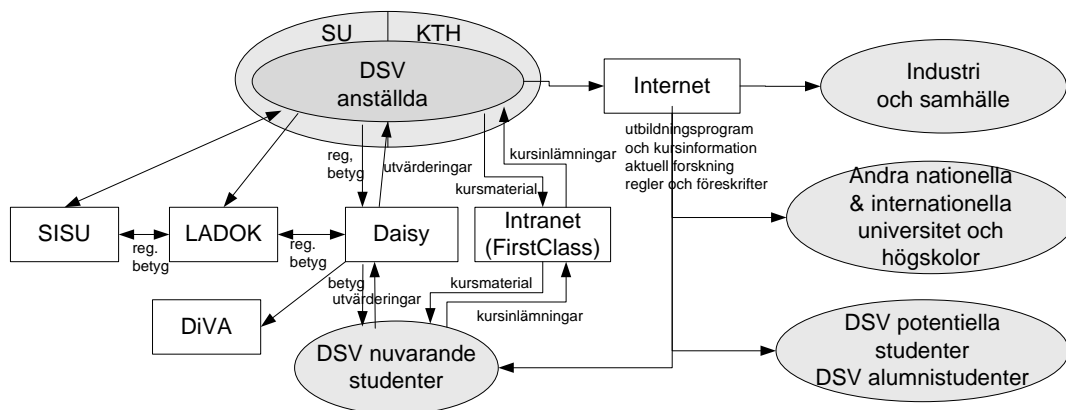 SU
KTH
DSV
anställda
Internet
Industri
och samhälle
reg,
betyg
utvärderingar
kursinlämningar
kursmaterial
utbildningsprogram
och kursinformation
aktuell forskning
regler och föreskrifter
Andra nationella
& internationella
universitet och
högskolor
SISU
reg.
betyg
LADOK
reg.
betyg
Daisy
Intranet
(FirstClass)
betyg
utvärderingar
kursmaterial
kursinlämningar
DiVA
DSV nuvarande
studenter
DSV potentiella
studenter
DSV alumnistudenter